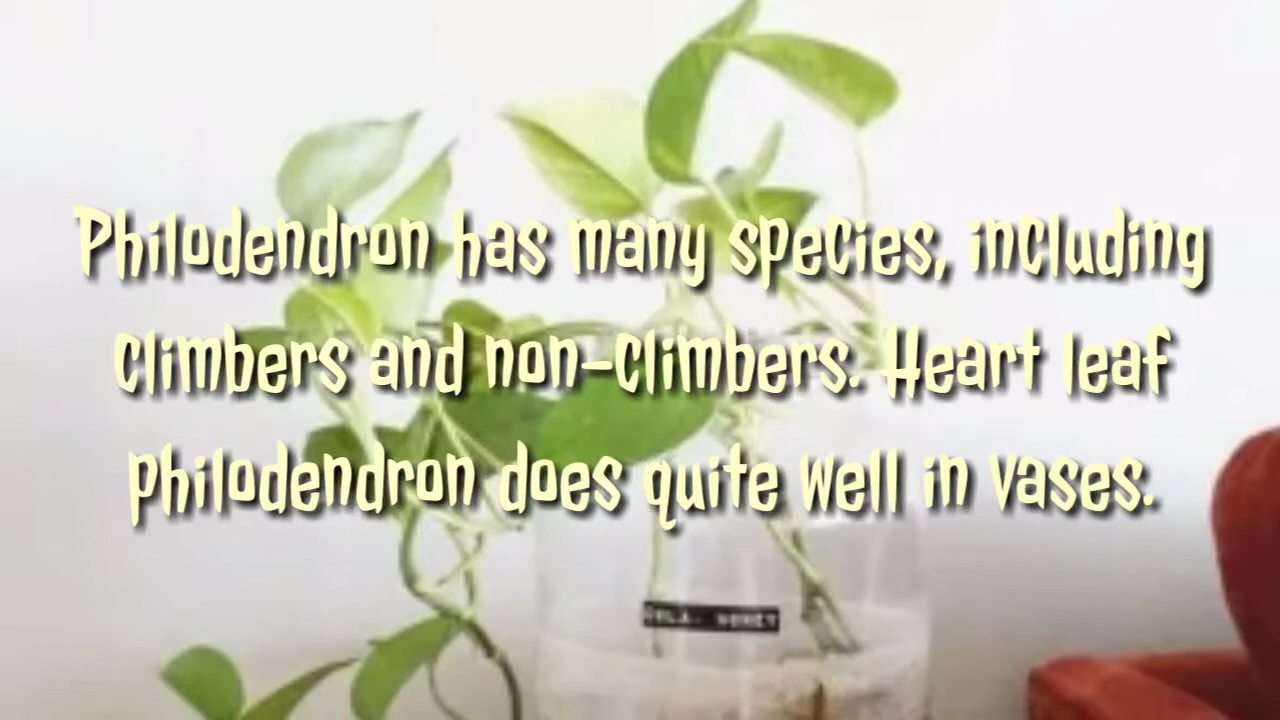 Philodendron has many species, including
climbers and non-climbers. Heart leaf
philodendron does quite well in vases.